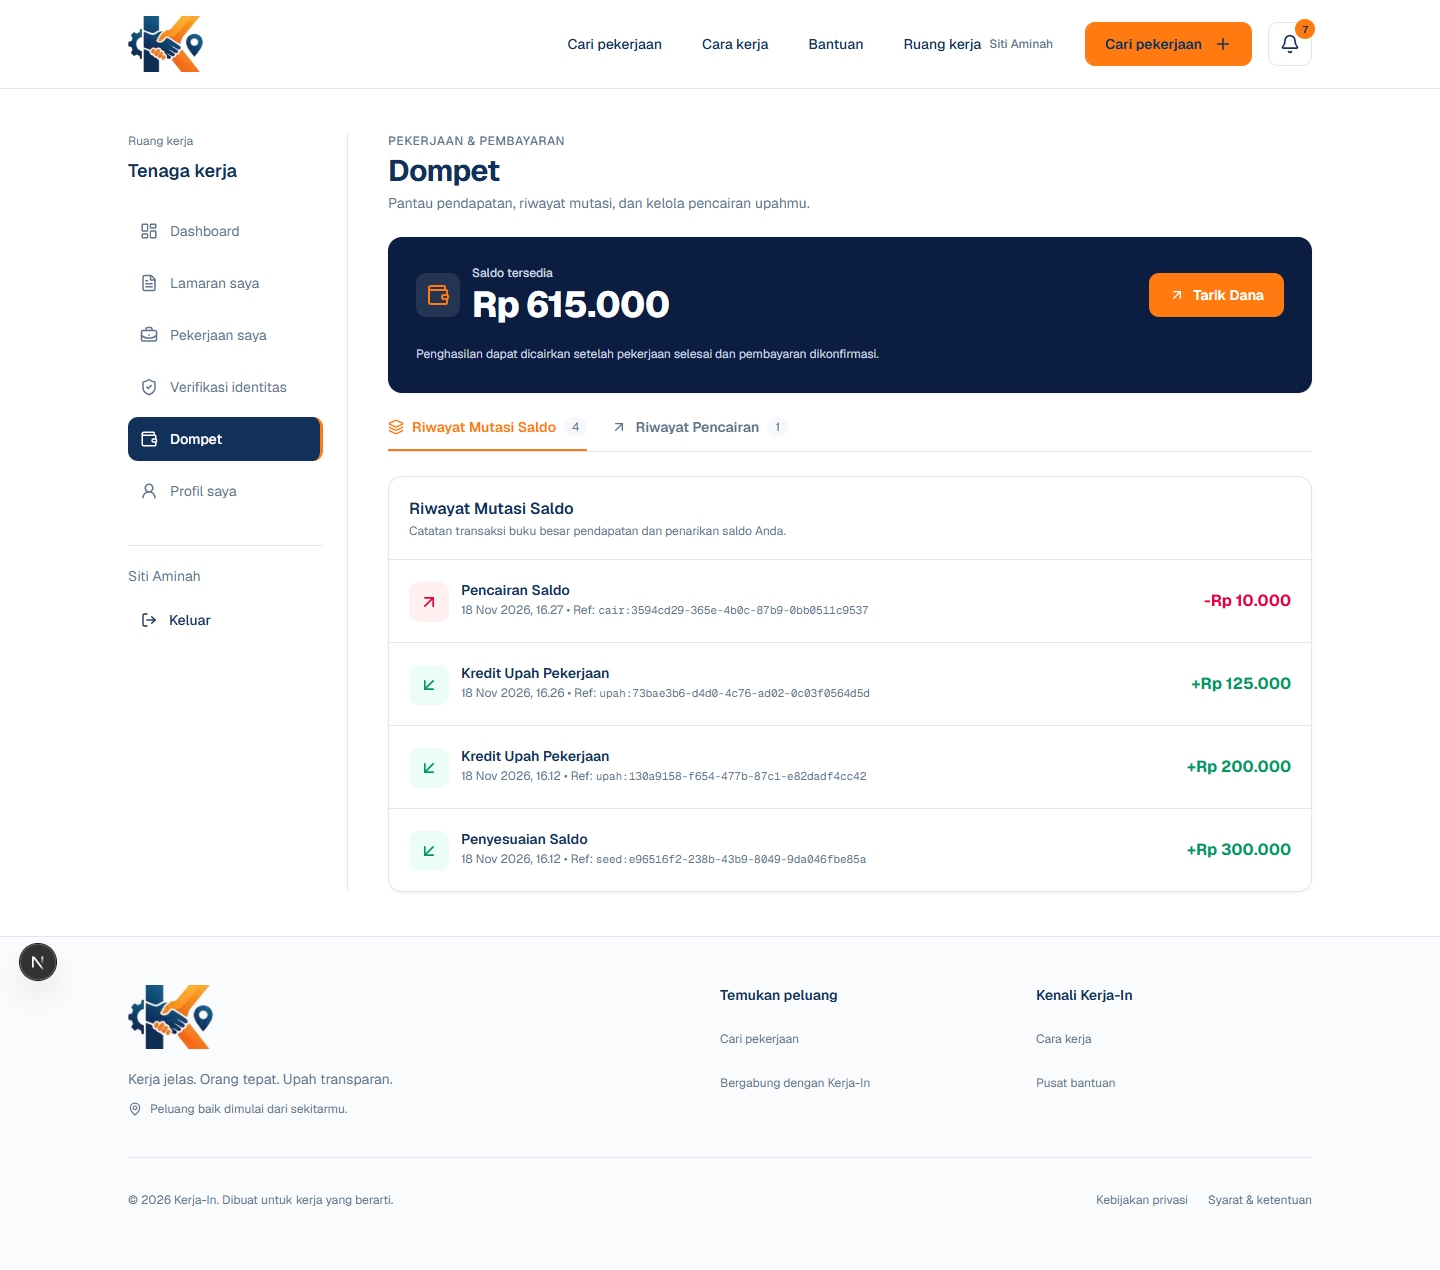 Cari pekerjaan
Cara kerja
Bantuan
Ruang kerja Siti Aminah
Cari pekerjaan
7
Ruang kerja
Tenaga kerja
Dashboard
Lamaran saya
Pekerjaan saya
Verifikasi identitas
Dompet
Profil saya
Siti Aminah
Keluar
PEKERJAAN & PEMBAYARAN
Dompet
Pantau pendapatan, riwayat mutasi, dan kelola pencairan upahmu.
Saldo tersedia
Rp 615.000
Tarik Dana
Penghasilan dapat dicairkan setelah pekerjaan selesai dan pembayaran dikonfirmasi.
Riwayat Mutasi Saldo 4
Riwayat Pencairan 1
Riwayat Mutasi Saldo
Catatan transaksi buku besar pendapatan dan penarikan saldo Anda.
Pencairan Saldo
18 Nov 2026, 16.27 • Ref: cair:3594cd29-365e-4b0c-87b9-0bb0511c9537
-Rp 10.000
Kredit Upah Pekerjaan
18 Nov 2026, 16.26 • Ref: upah:73bae3b6-d4d0-4c76-ad02-0c03f0564d5d
+Rp 125.000
Kredit Upah Pekerjaan
18 Nov 2026, 16.12 • Ref: upah:130a9158-f654-477b-87c1-e82dadf4cc42
+Rp 200.000
Penyesuaian Saldo
18 Nov 2026, 16.12 • Ref: seed:e96516f2-238b-43b9-8049-9da046fbe85a
+Rp 300.000
N
Kerja jelas. Orang tepat. Upah transparan.
Peluang baik dimulai dari sekitarmu.
Temukan peluang
Cari pekerjaan
Bergabung dengan Kerja-In
Kenali Kerja-In
Cara kerja
Pusat bantuan
© 2026 Kerja-In. Dibuat untuk kerja yang berarti.
Kebijakan privasi
Syarat & ketentuan